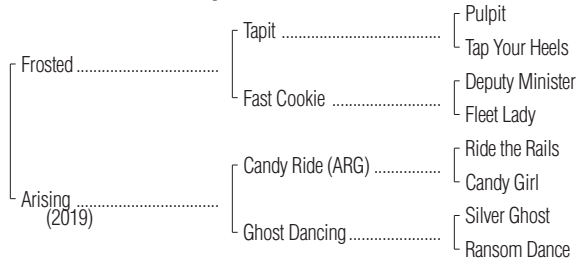 Pulpit
Tapit
Tap Your Heels
Frosted
Deputy Minister
Fast Cookie
Fleet Lady
Ride the Rails
Candy Ride (ARG)
Candy Girl
Arising
(2019)
Silver Ghost
Ghost Dancing
Ransom Dance